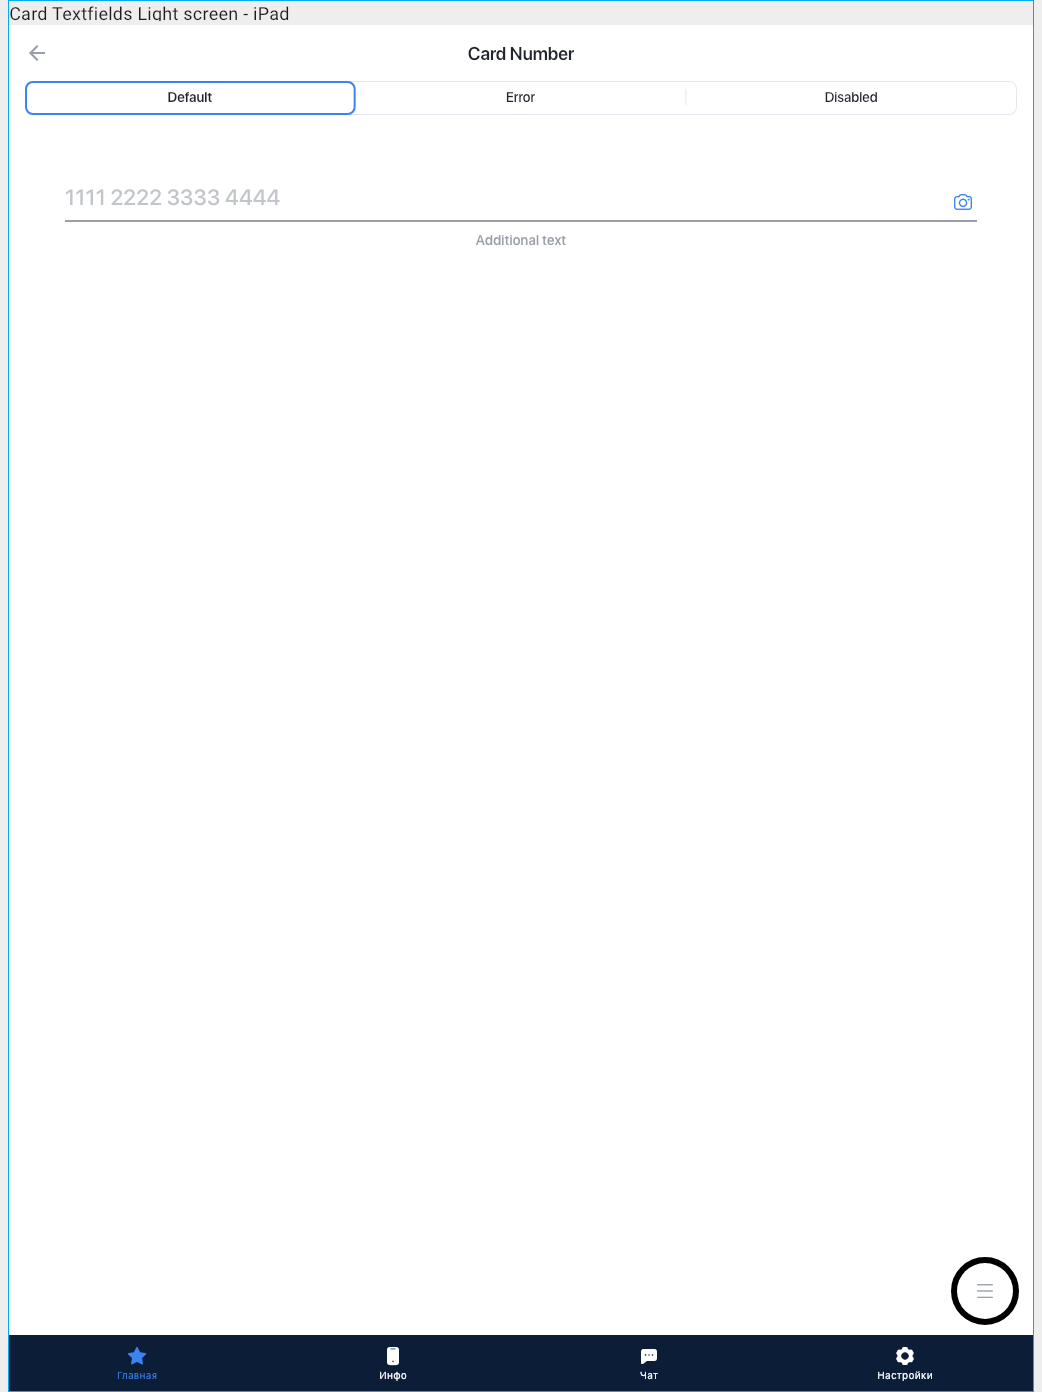 Card Textfields Light screen - iPad
Card Number
Default Error Disabled
1111 2222 3333 4444
Additional text
Главная Инфо Чат Настройки